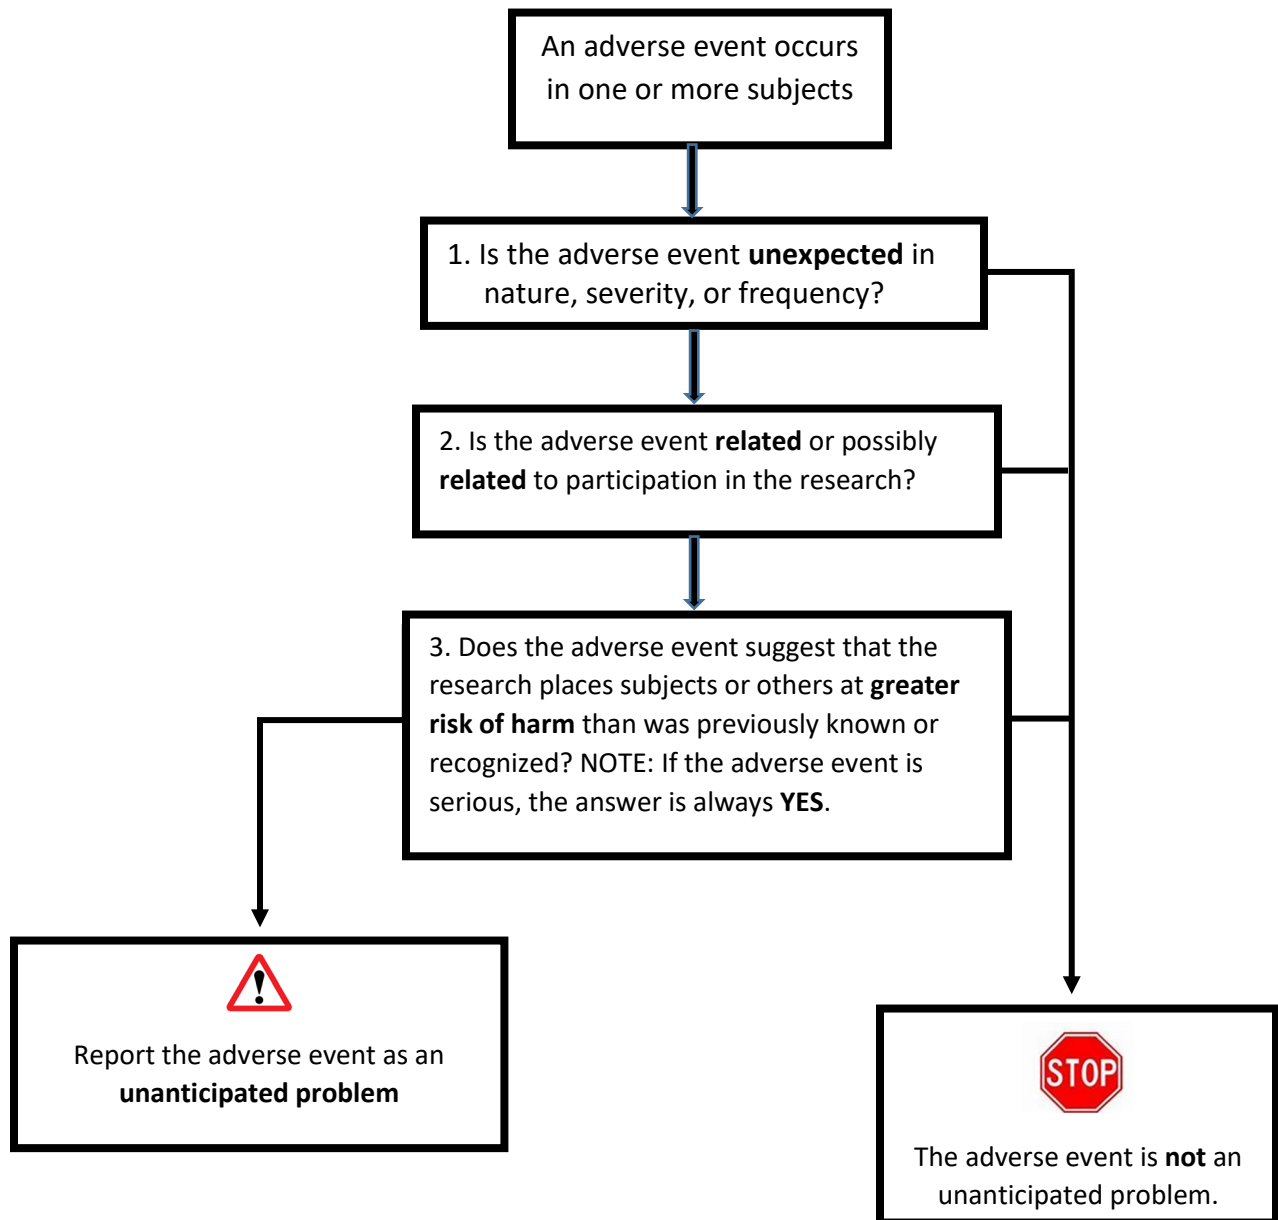 An adverse event occurs
in one or more subjects
1. Is the adverse event unexpected in
nature, severity, or frequency?
2. Is the adverse event related or possibly
related to participation in the research?
3. Does the adverse event suggest that the
research places subjects or others at greater
risk of harm than was previously known or
recognized? NOTE: If the adverse event is
serious, the answer is always YES.
Report the adverse event as an
unanticipated problem
STOP
The adverse event is not an
unanticipated problem.